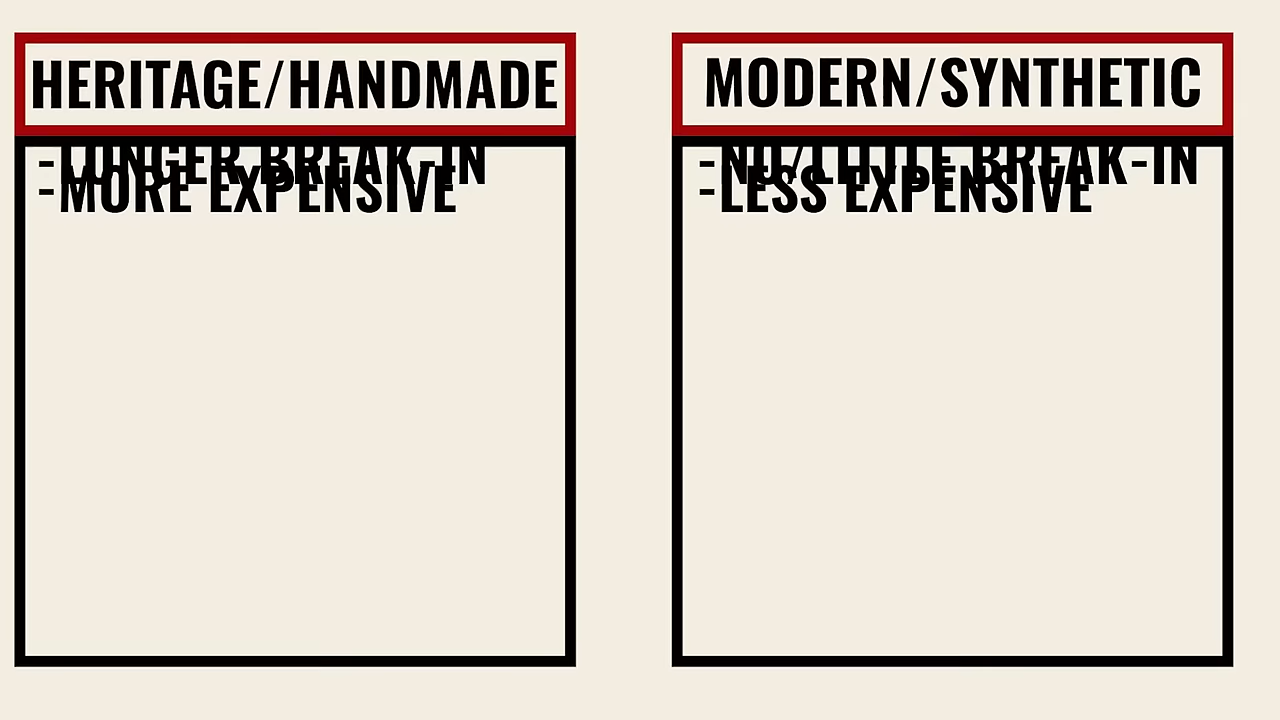 HERITAGE/HANDMADE
-LONGER BREAK-IN
-MORE EXPENSIVE
MODERN/SYNTHETIC
-NO/LITTLE BREAK-IN
-LESS EXPENSIVE